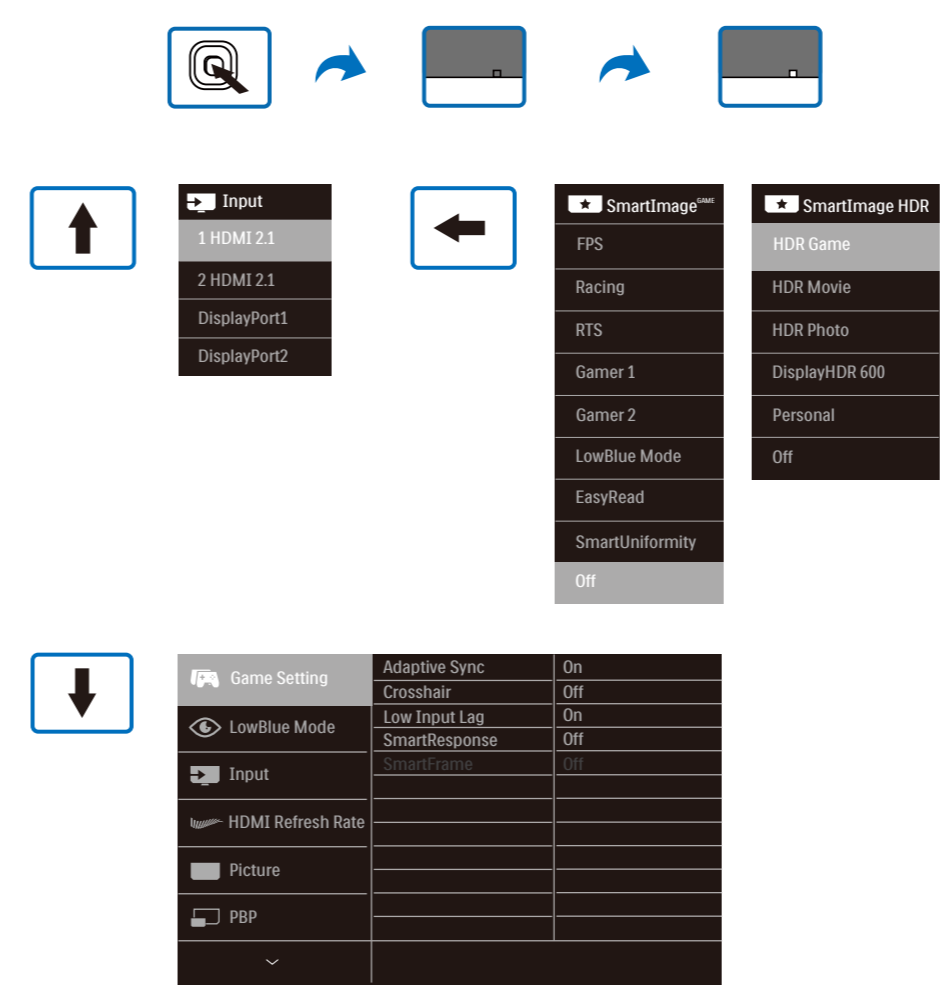 Input
1 HDMI 2.1
2 HDMI 2.1
DisplayPort1
DisplayPort2
SmartImage GAME
FPS
Racing
RTS
Gamer 1
Gamer 2
LowBlue Mode
EasyRead
SmartUniformity
Off
SmartImage HDR
HDR Game
HDR Movie
HDR Photo
DisplayHDR 600
Personal
Off
Game Setting
LowBlue Mode
Input
HDMI Refresh Rate
Picture
PBP
Adaptive Sync On
Crosshair Off
Low Input Lag On
SmartResponse Off
SmartFrame Off